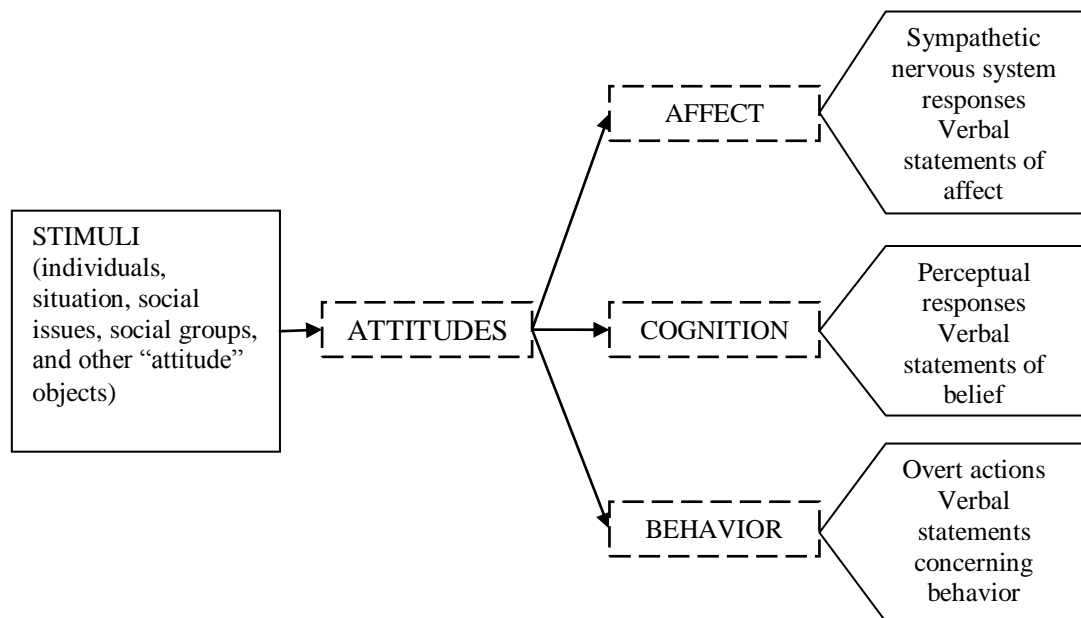 STIMULI
(individuals,
situation, social
issues, social groups,
and other “attitude”
objects)
ATTITUDES
AFFECT
COGNITION
BEHAVIOR
Sympathetic
nervous system
responses
Verbal
statements of
affect
Perceptual
responses
Verbal
statements of
belief
Overt actions
Verbal
statements
concerning
behavior